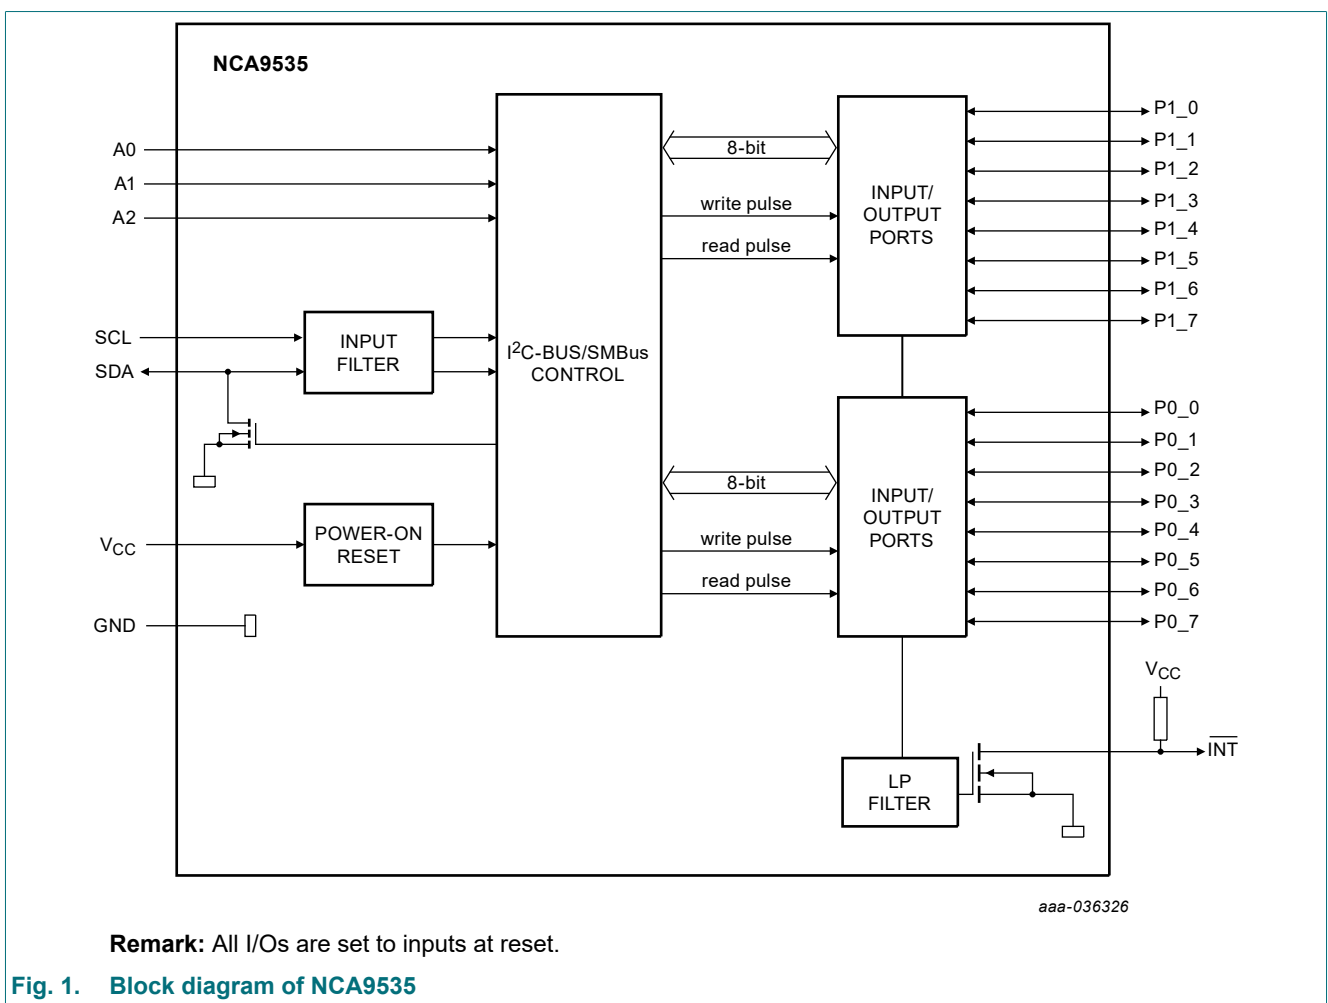 NCA9535
A0
A1
A2
SCL
SDA
VCC
GND
INPUT
FILTER
POWER-ON
RESET
I2C-BUS/SMBus
CONTROL
8-bit
write pulse
read pulse
8-bit
write pulse
read pulse
INPUT/
OUTPUT
PORTS
INPUT/
OUTPUT
PORTS
LP
FILTER
P1_0
P1_1
P1_2
P1_3
P1_4
P1_5
P1_6
P1_7
P0_0
P0_1
P0_2
P0_3
P0_4
P0_5
P0_6
P0_7
VCC
INT
aaa-036326
Remark: All I/Os are set to inputs at reset.
Fig. 1. Block diagram of NCA9535